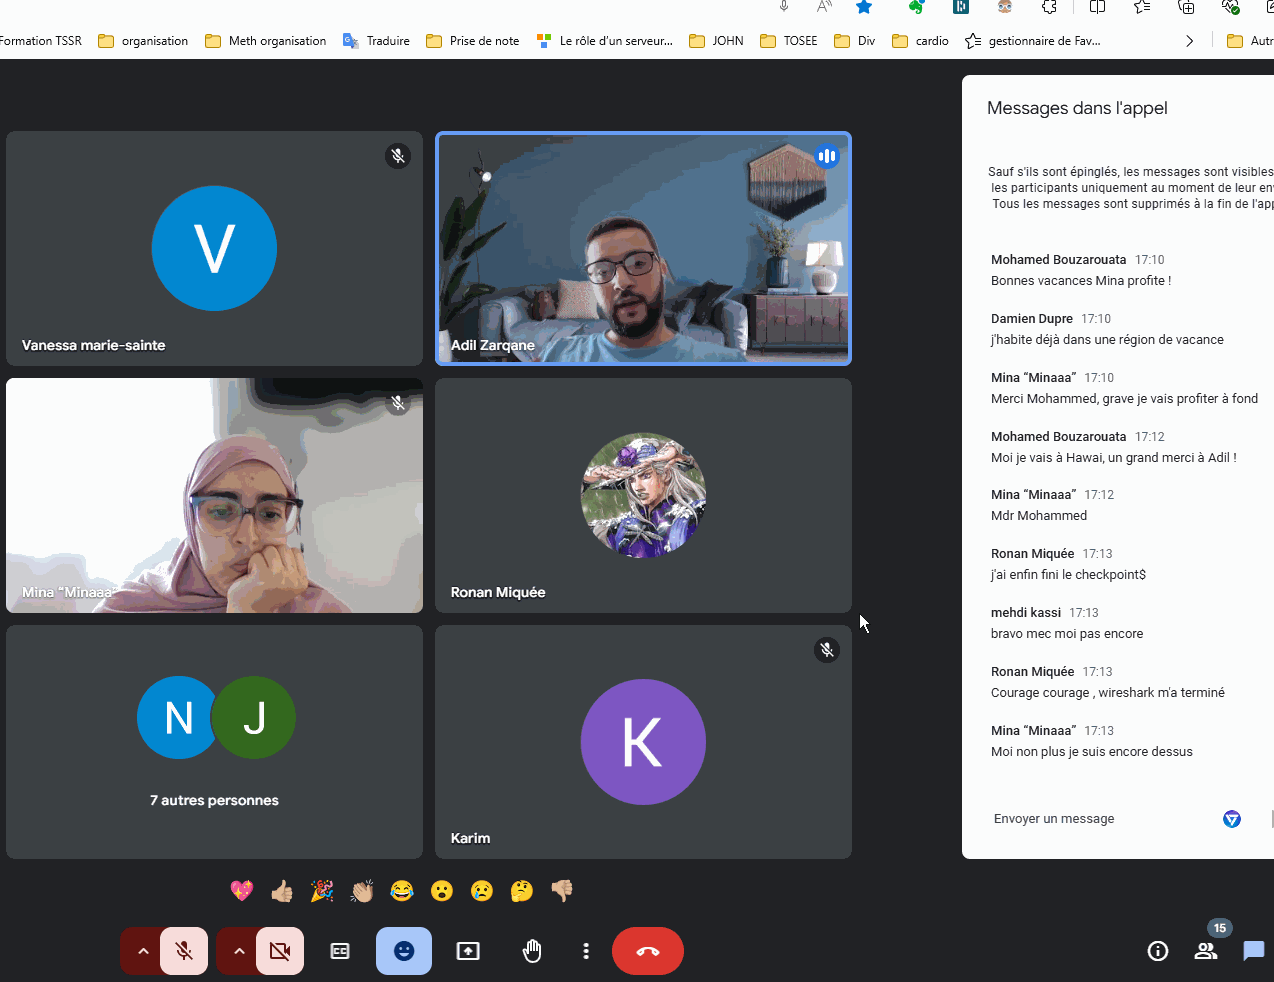 Formation TSSR
organisation
Meth organisation
Traduire
Prise de note
Le rôle d'un serveur...
JOHN
TOSEE
Div
cardio
gestionnaire de Fav...
Autr
V
Vanessa marie-sainte
Adil Zarqane
Mina “Minaaa”
Ronan Miquée
N
J
7 autres personnes
K
Karim
Messages dans l'appel
Sauf s'ils sont épinglés, les messages sont visibles
les participants uniquement au moment de leur en
Tous les messages sont supprimés à la fin de l'app
Mohamed Bouzarouata 17:10
Bonnes vacances Mina profite !
Damien Dupre 17:10
j'habite déjà dans une région de vacance
Mina “Minaaa” 17:10
Merci Mohammed, grave je vais profiter à fond
Mohamed Bouzarouata 17:12
Moi je vais à Hawai, un grand merci à Adil !
Mina “Minaaa” 17:12
Mdr Mohammed
Ronan Miquée 17:13
j'ai enfin fini le checkpoint$
mehdi kassi 17:13
bravo mec moi pas encore
Ronan Miquée 17:13
Courage courage , wireshark m'a terminé
Mina “Minaaa” 17:13
Moi non plus je suis encore dessus
Envoyer un message
CC
15